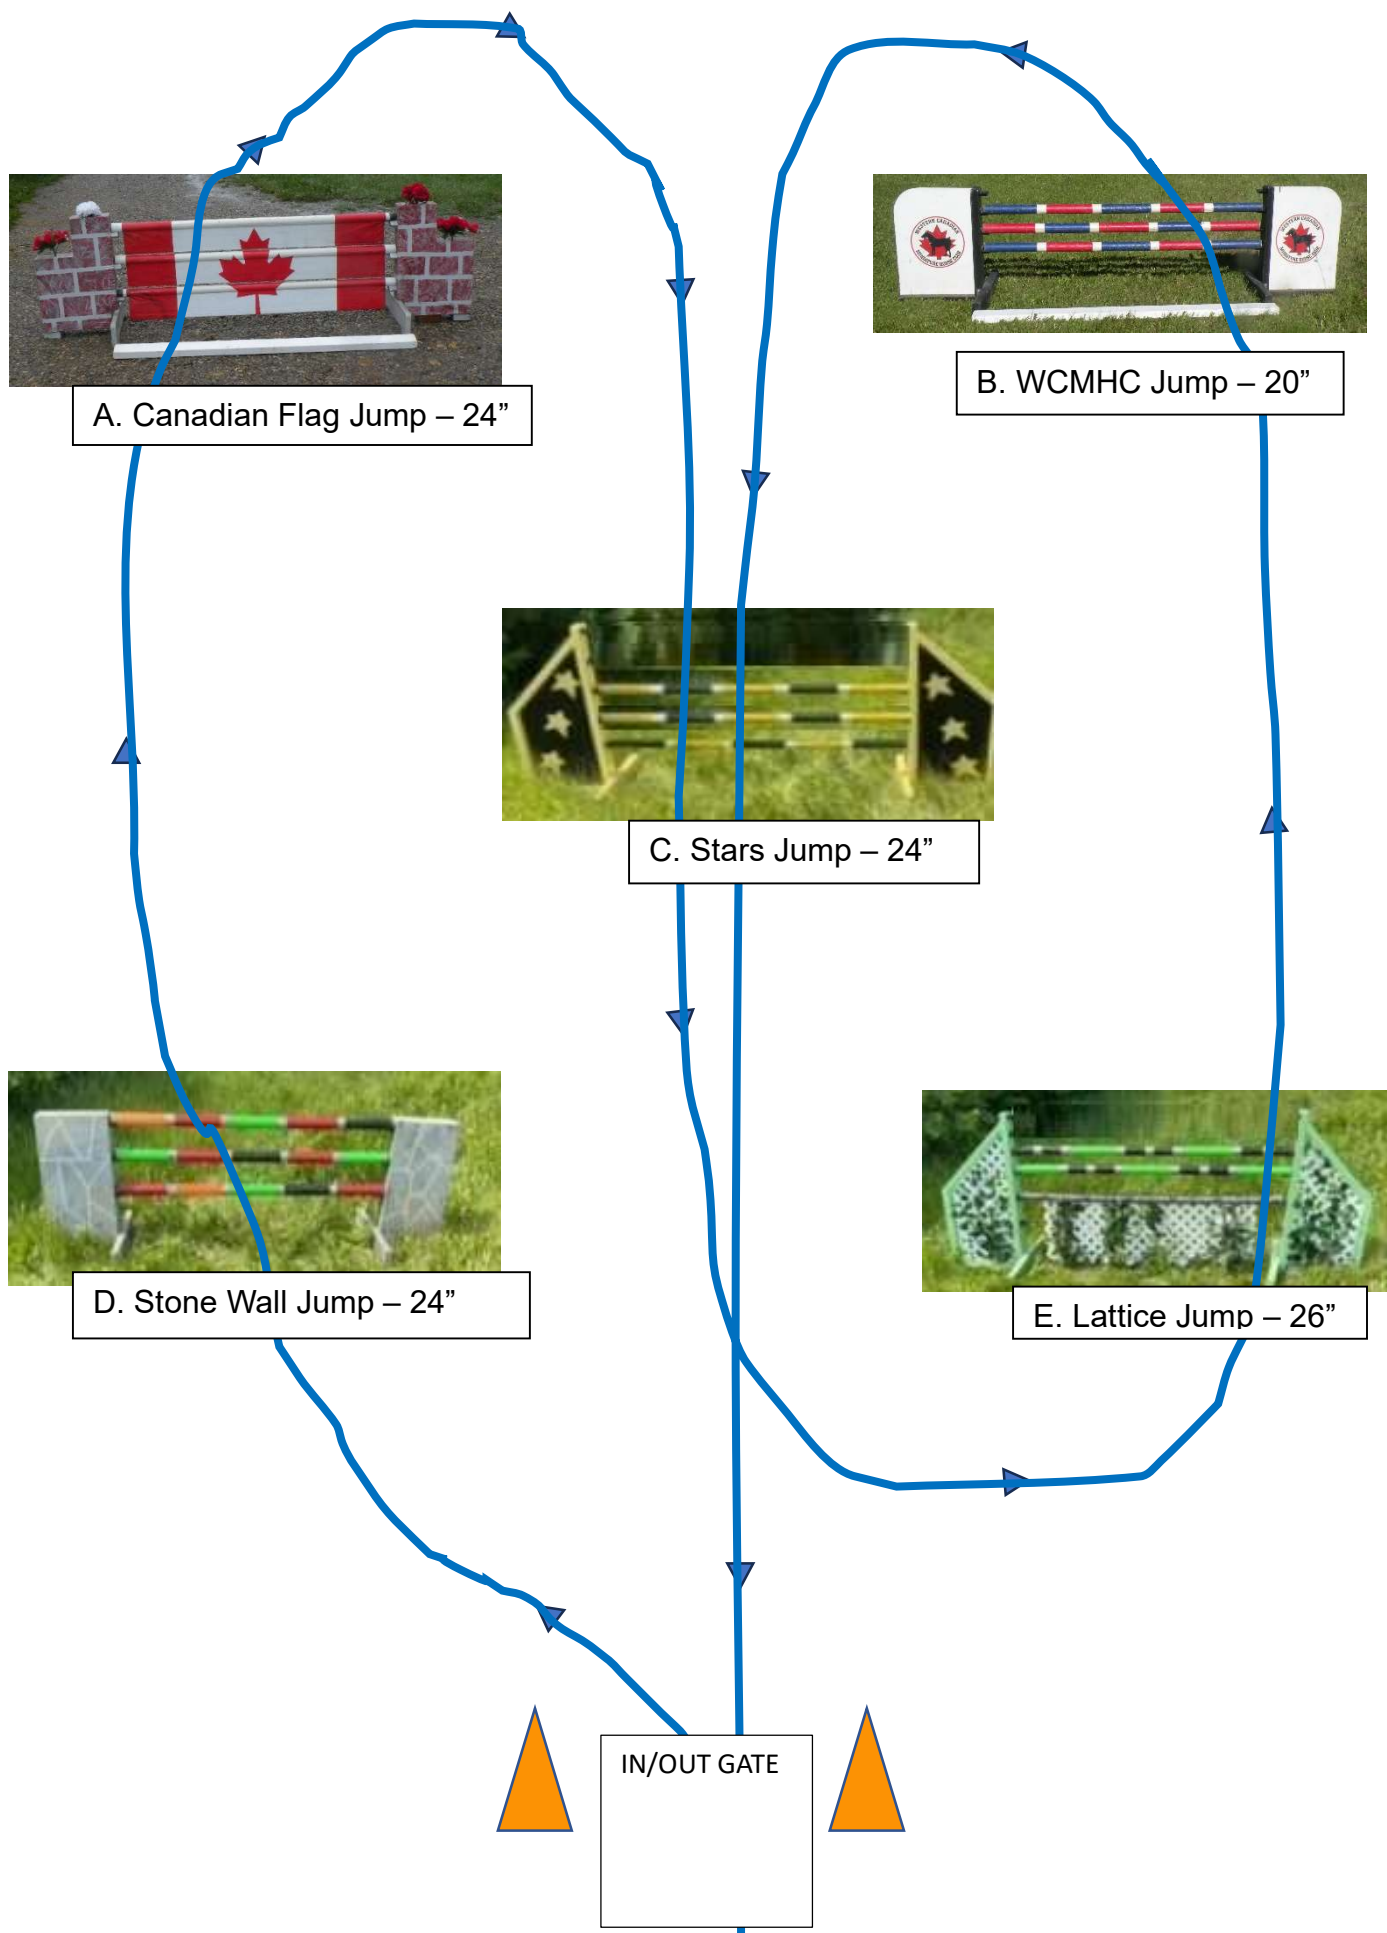 A. Canadian Flag Jump – 24”
B. WCMHC Jump – 20”
C. Stars Jump – 24”
D. Stone Wall Jump – 24”
E. Lattice Jump – 26”
IN/OUT GATE